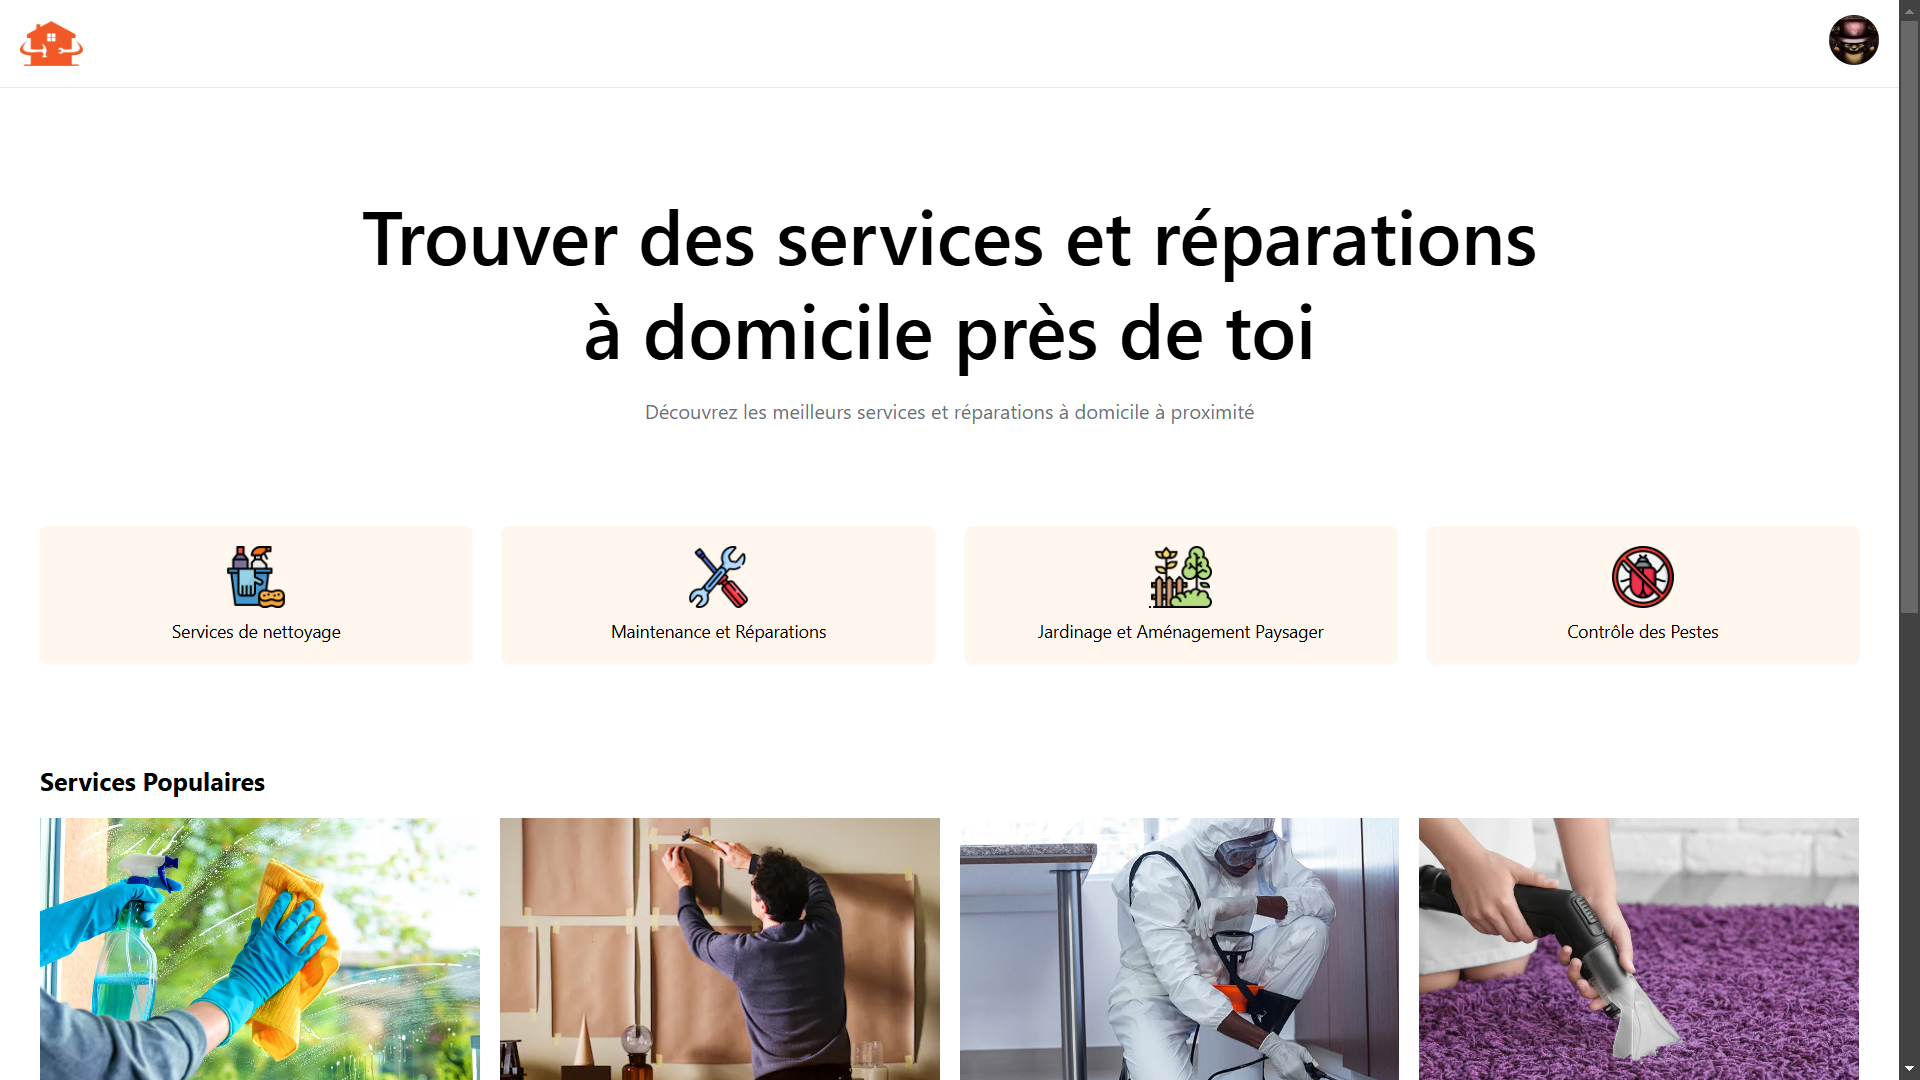 Trouver des services et réparations
à domicile près de toi
Découvrez les meilleurs services et réparations à domicile à proximité
Services de nettoyage
Maintenance et Réparations
Jardinage et Aménagement Paysager
Contrôle des Pestes
Services Populaires